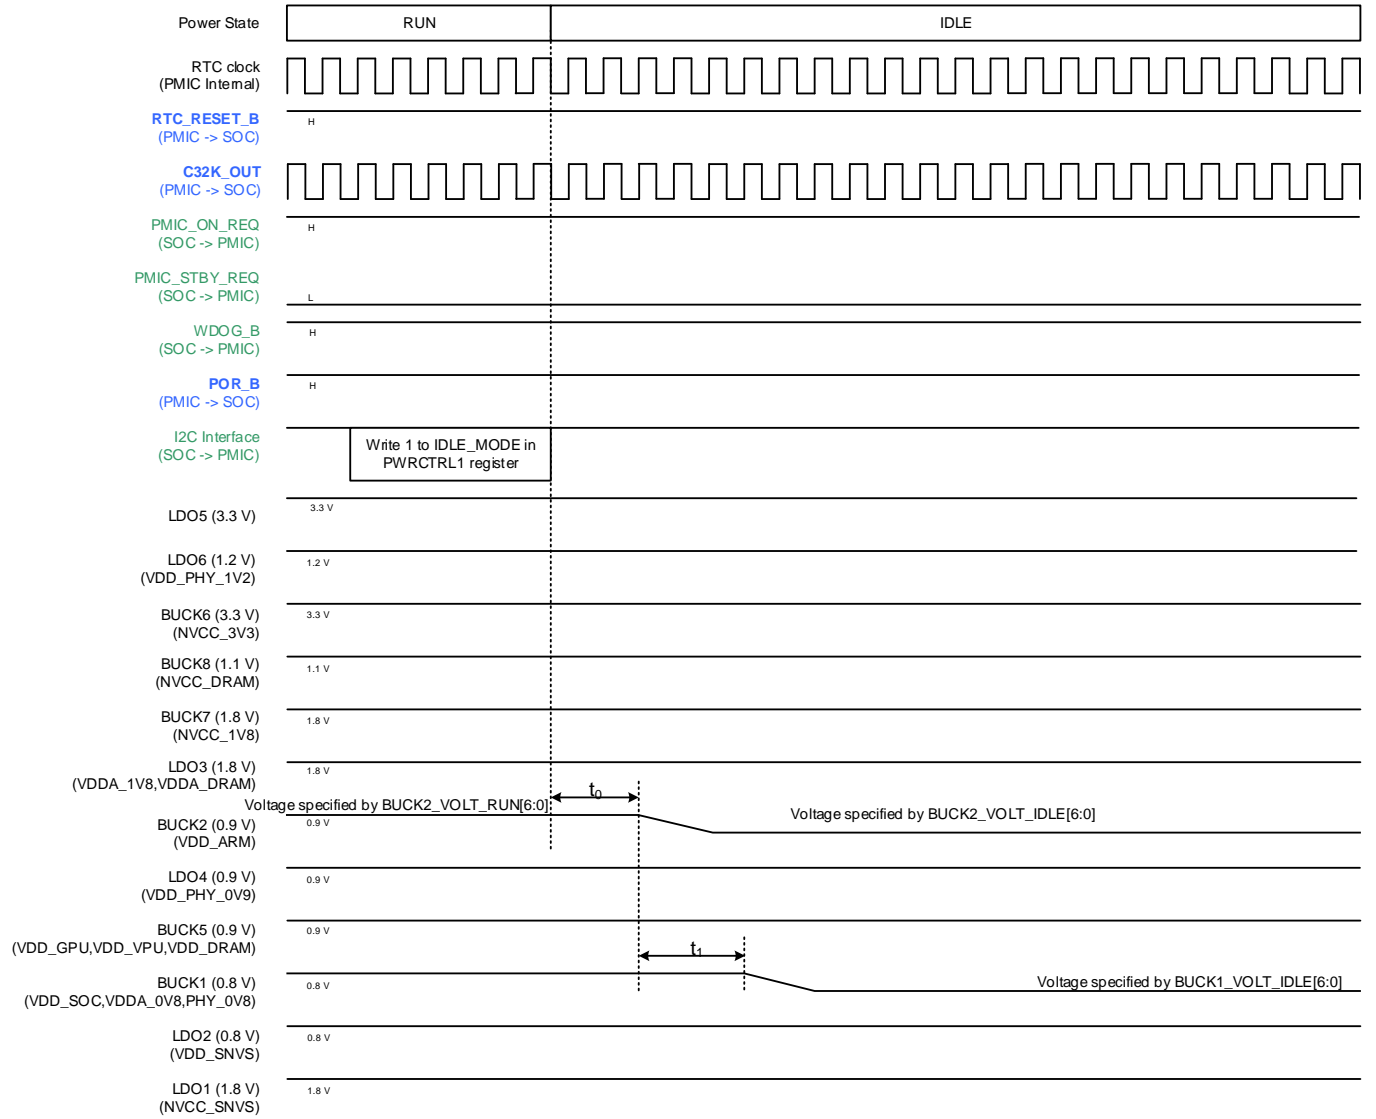 Power State RUN IDLE
RTC clock
(PMIC Internal)
RTC_RESET_B H
(PMIC -> SOC)
C32K_OUT
(PMIC -> SOC)
PMIC_ON_REQ H
(SOC -> PMIC)
PMIC_STBY_REQ
(SOC -> PMIC) L
WDOG_B H
(SOC -> PMIC)
POR_B H
(PMIC -> SOC)
I2C Interface
(SOC -> PMIC)
Write 1 to IDLE_MODE in
PWRCTRL1 register
LDO5 (3.3 V) 3.3 V
LDO6 (1.2 V) 1.2 V
(VDD_PHY_1V2)
BUCK6 (3.3 V) 3.3 V
(NVCC_3V3)
BUCK8 (1.1 V) 1.1 V
(NVCC_DRAM)
BUCK7 (1.8 V) 1.8 V
(NVCC_1V8)
LDO3 (1.8 V) 1.8 V
(VDDA_1V8,VDDA_DRAM)
t0
Voltage specified by BUCK2_VOLT_RUN[6:0]
Voltage specified by BUCK2_VOLT_IDLE[6:0]
BUCK2 (0.9 V) 0.9 V
(VDD_ARM)
LDO4 (0.9 V) 0.9 V
(VDD_PHY_0V9)
BUCK5 (0.9 V) 0.9 V
(VDD_GPU,VDD_VPU,VDD_DRAM)
t1
BUCK1 (0.8 V) 0.8 V Voltage specified by BUCK1_VOLT_IDLE[6:0]
(VDD_SOC,VDDA_0V8,PHY_0V8)
LDO2 (0.8 V) 0.8 V
(VDD_SNVS)
LDO1 (1.8 V) 1.8 V
(NVCC_SNVS)